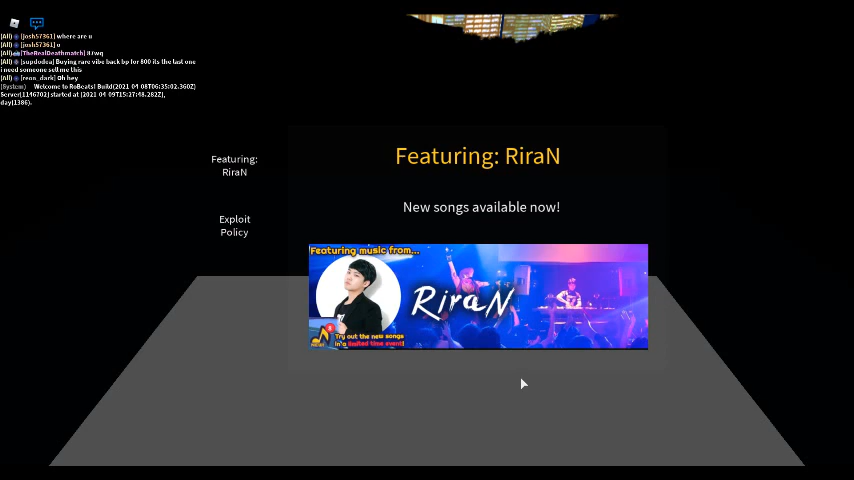 [All] [josh57361] where are u
[All] [josh57361] o
[All] [TheRealDeathmatch] 87wq
[All] [supdodea] Buying rare vibe back bp for 800 its the last one
i need someone sell me this
[All] [reon_dark] Oh hey
[System] Welcome to RoBeats! Build(2021-04-08T06:35:02.360Z)
Server(1146702) started at (2021-04-09T15:27:48.282Z),
day(1386).
Featuring: RiraN
Featuring:
RiraN
New songs available now!
Exploit
Policy
Featuring music from...
RiraN
Try out the new songs
in a limited time event!